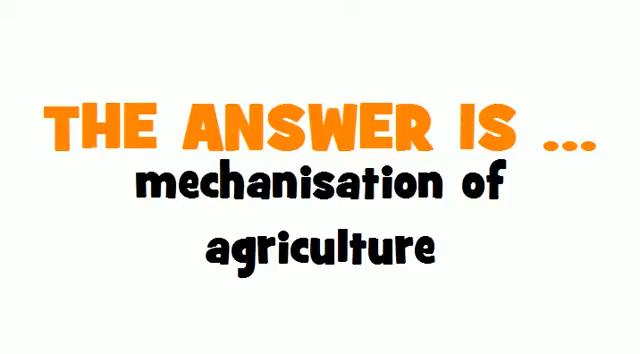 THE ANSWER IS ...
mechanisation of
agriculture